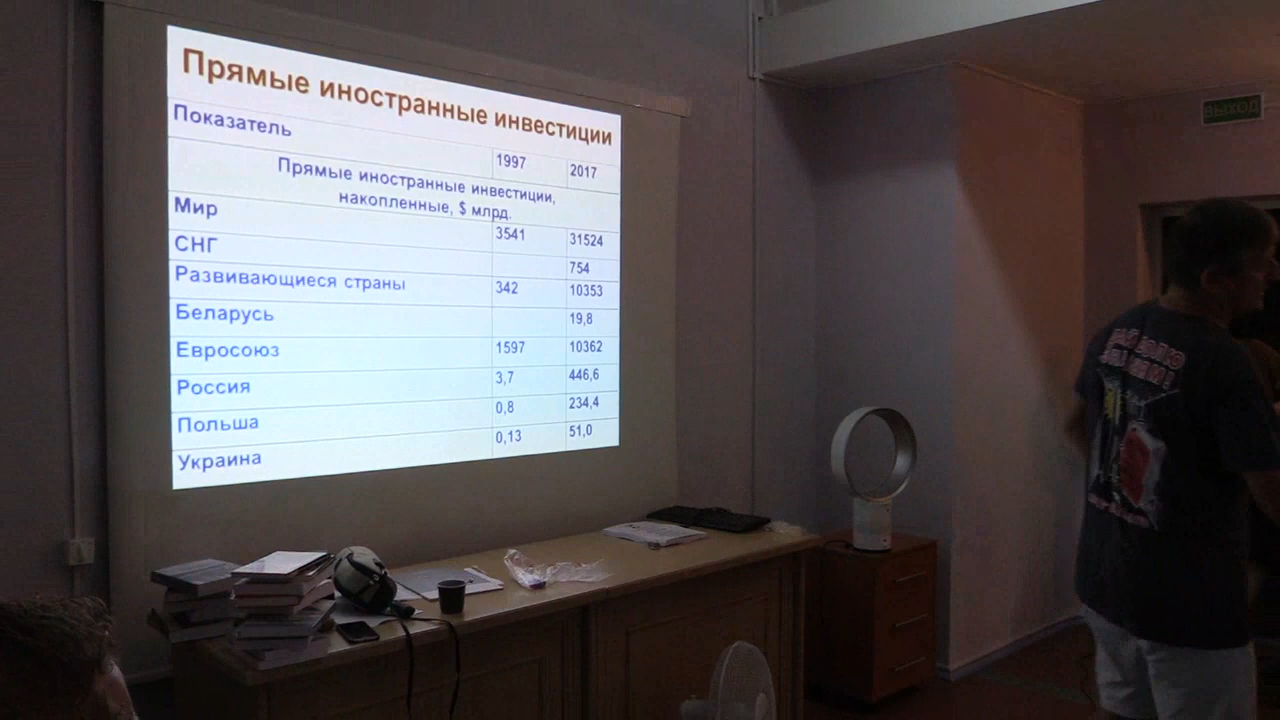 Прямые иностранные инвестиции
Показатель 1997 2017
Прямые иностранные инвестиции,
накопленные, $ млрд.
Мир 3541 31524
СНГ 754
Развивающиеся страны 342 10353
Беларусь 19,8
Евросоюз 1597 10362
Россия 3,7 446,6
Польша 0,8 234,4
Украина 0,13 51,0
ВЫХОД